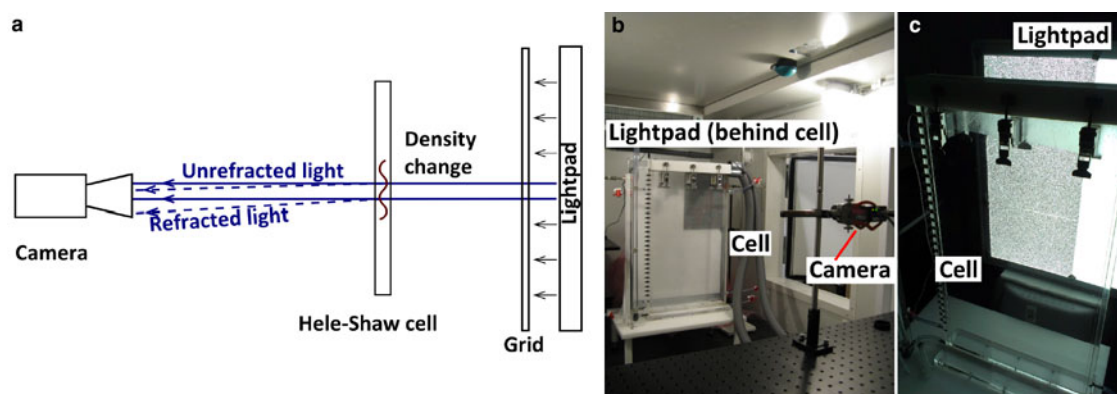 a
Unrefracted light
Refracted light
Camera
Density
change
Hele-Shaw cell
Grid
Lightpad
b
Lightpad (behind cell)
Cell
Camera
c
Lightpad
Cell